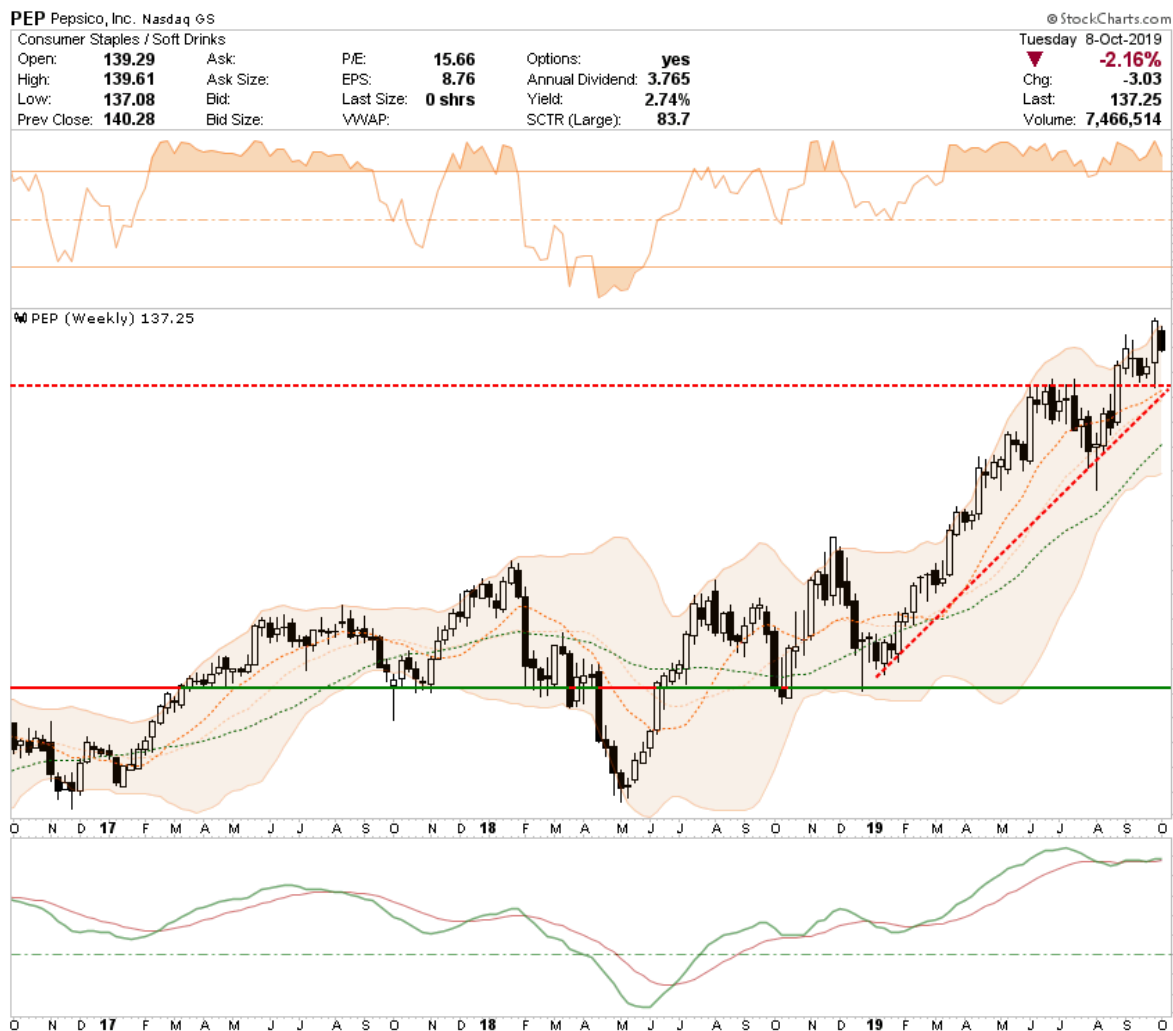 PEP Pepsico, Inc. Nasdaq GS © StockCharts.com
Consumer Staples / Soft Drinks Tuesday 8-Oct-2019
Open: 139.29 Ask: P/E: 15.66 Options: yes ▼ -2.16%
High: 139.61 Ask Size: EPS: 8.76 Annual Dividend: 3.765 Chg: -3.03
Low: 137.08 Bid: Last Size: 0 shrs Yield: 2.74% Last: 137.25
Prev Close: 140.28 Bid Size: VWAP: SCTR (Large): 83.7 Volume: 7,466,514
PEP (Weekly) 137.25
O N D 17 F M A M J J A S O N D 18 F M A M J J A S O N D 19 F M A M J J A S O
O N D 17 F M A M J J A S O N D 18 F M A M J J A S O N D 19 F M A M J J A S O